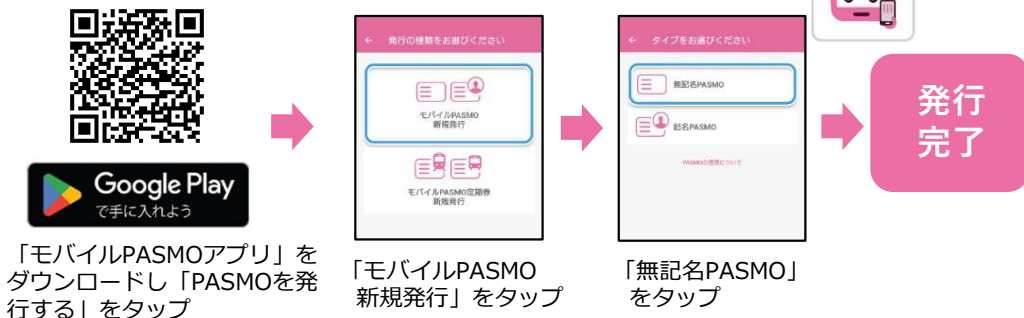 Google Play
で手に入れよう
「モバイルPASMOアプリ」を
ダウンロードし「PASMOを発
行する」をタップ
← 発行の種類をお選びください
モバイルPASMO
新規発行
モバイルPASMO定期券
新規発行
「モバイルPASMO
新規発行」をタップ
← タイプをお選びください
無記名PASMO
記名PASMO
PASMOの種類について
「無記名PASMO」
をタップ
発行
完了